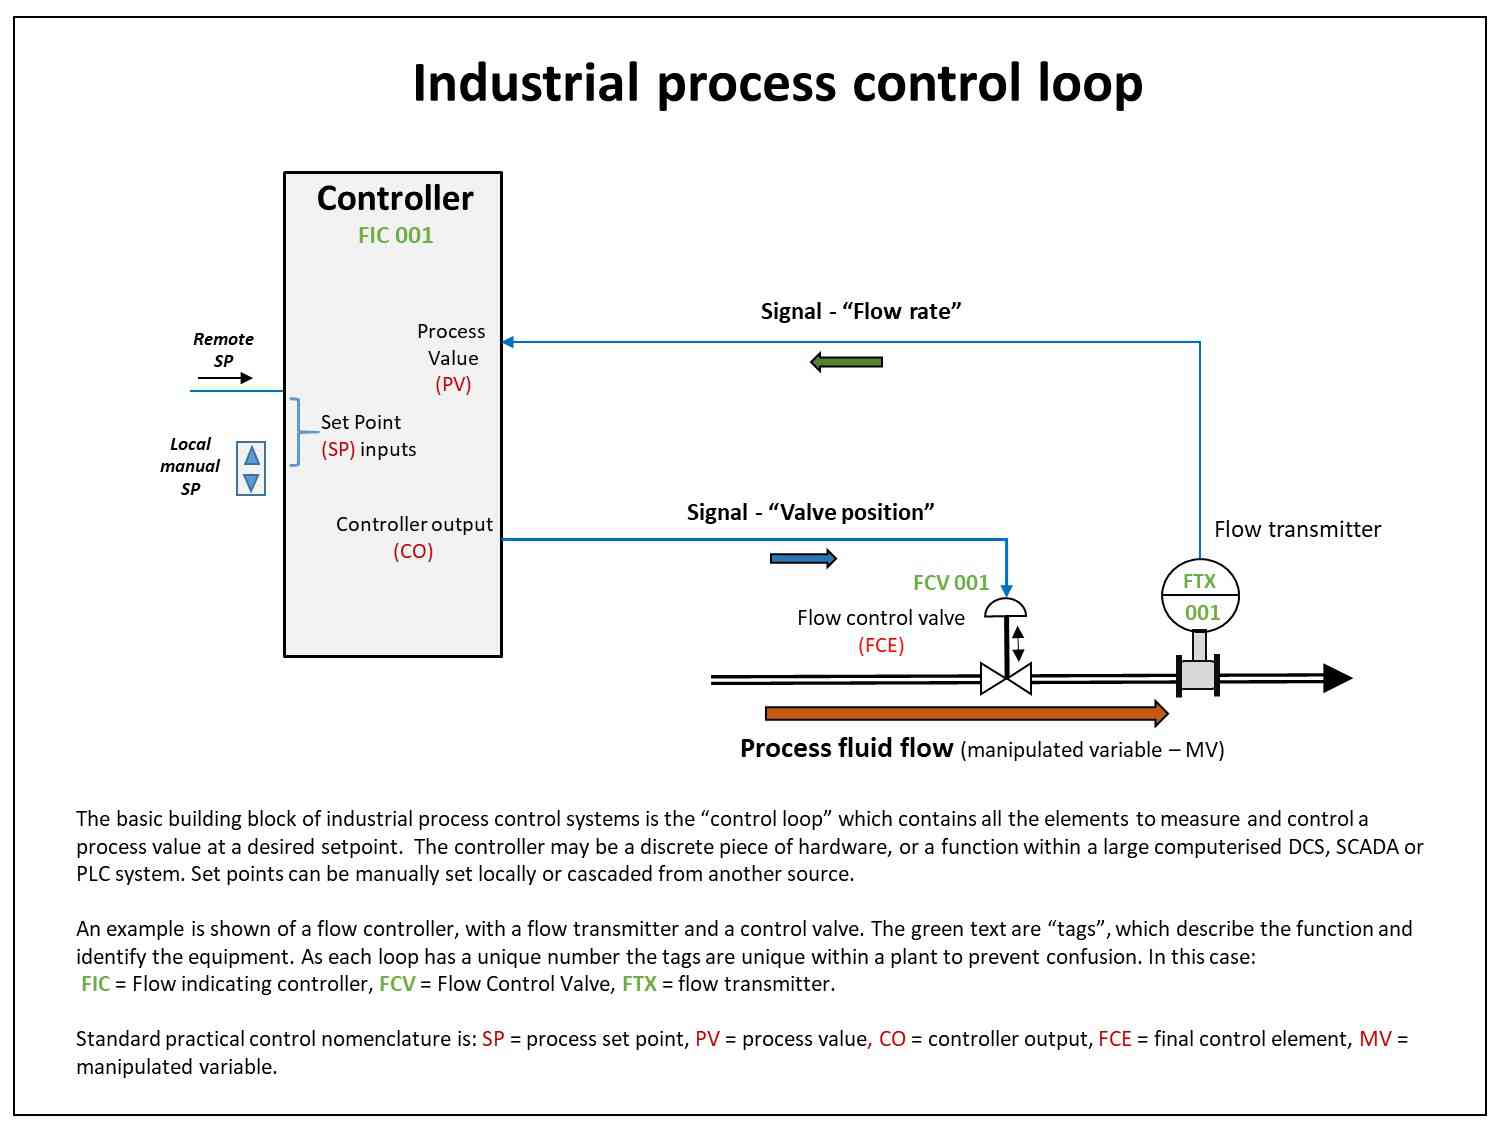 Industrial process control loop
Controller
FIC 001
Signal - “Flow rate”
Process
Value
(PV)
Remote
SP
Set Point
(SP) inputs
Local
manual
SP
Signal - “Valve position”
Controller output
(CO)
Flow transmitter
FCV 001
FTX
001
Flow control valve
(FCE)
Process fluid flow (manipulated variable – MV)
The basic building block of industrial process control systems is the “control loop” which contains all the elements to measure and control a
process value at a desired setpoint.  The controller may be a discrete piece of hardware, or a function within a large computerised DCS, SCADA or
PLC system. Set points can be manually set locally or cascaded from another source.
An example is shown of a flow controller, with a flow transmitter and a control valve. The green text are “tags”, which describe the function and
identify the equipment. As each loop has a unique number the tags are unique within a plant to prevent confusion. In this case:
FIC = Flow indicating controller, FCV = Flow Control Valve, FTX = flow transmitter.
Standard practical control nomenclature is: SP = process set point, PV = process value, CO = controller output, FCE = final control element, MV =
manipulated variable.